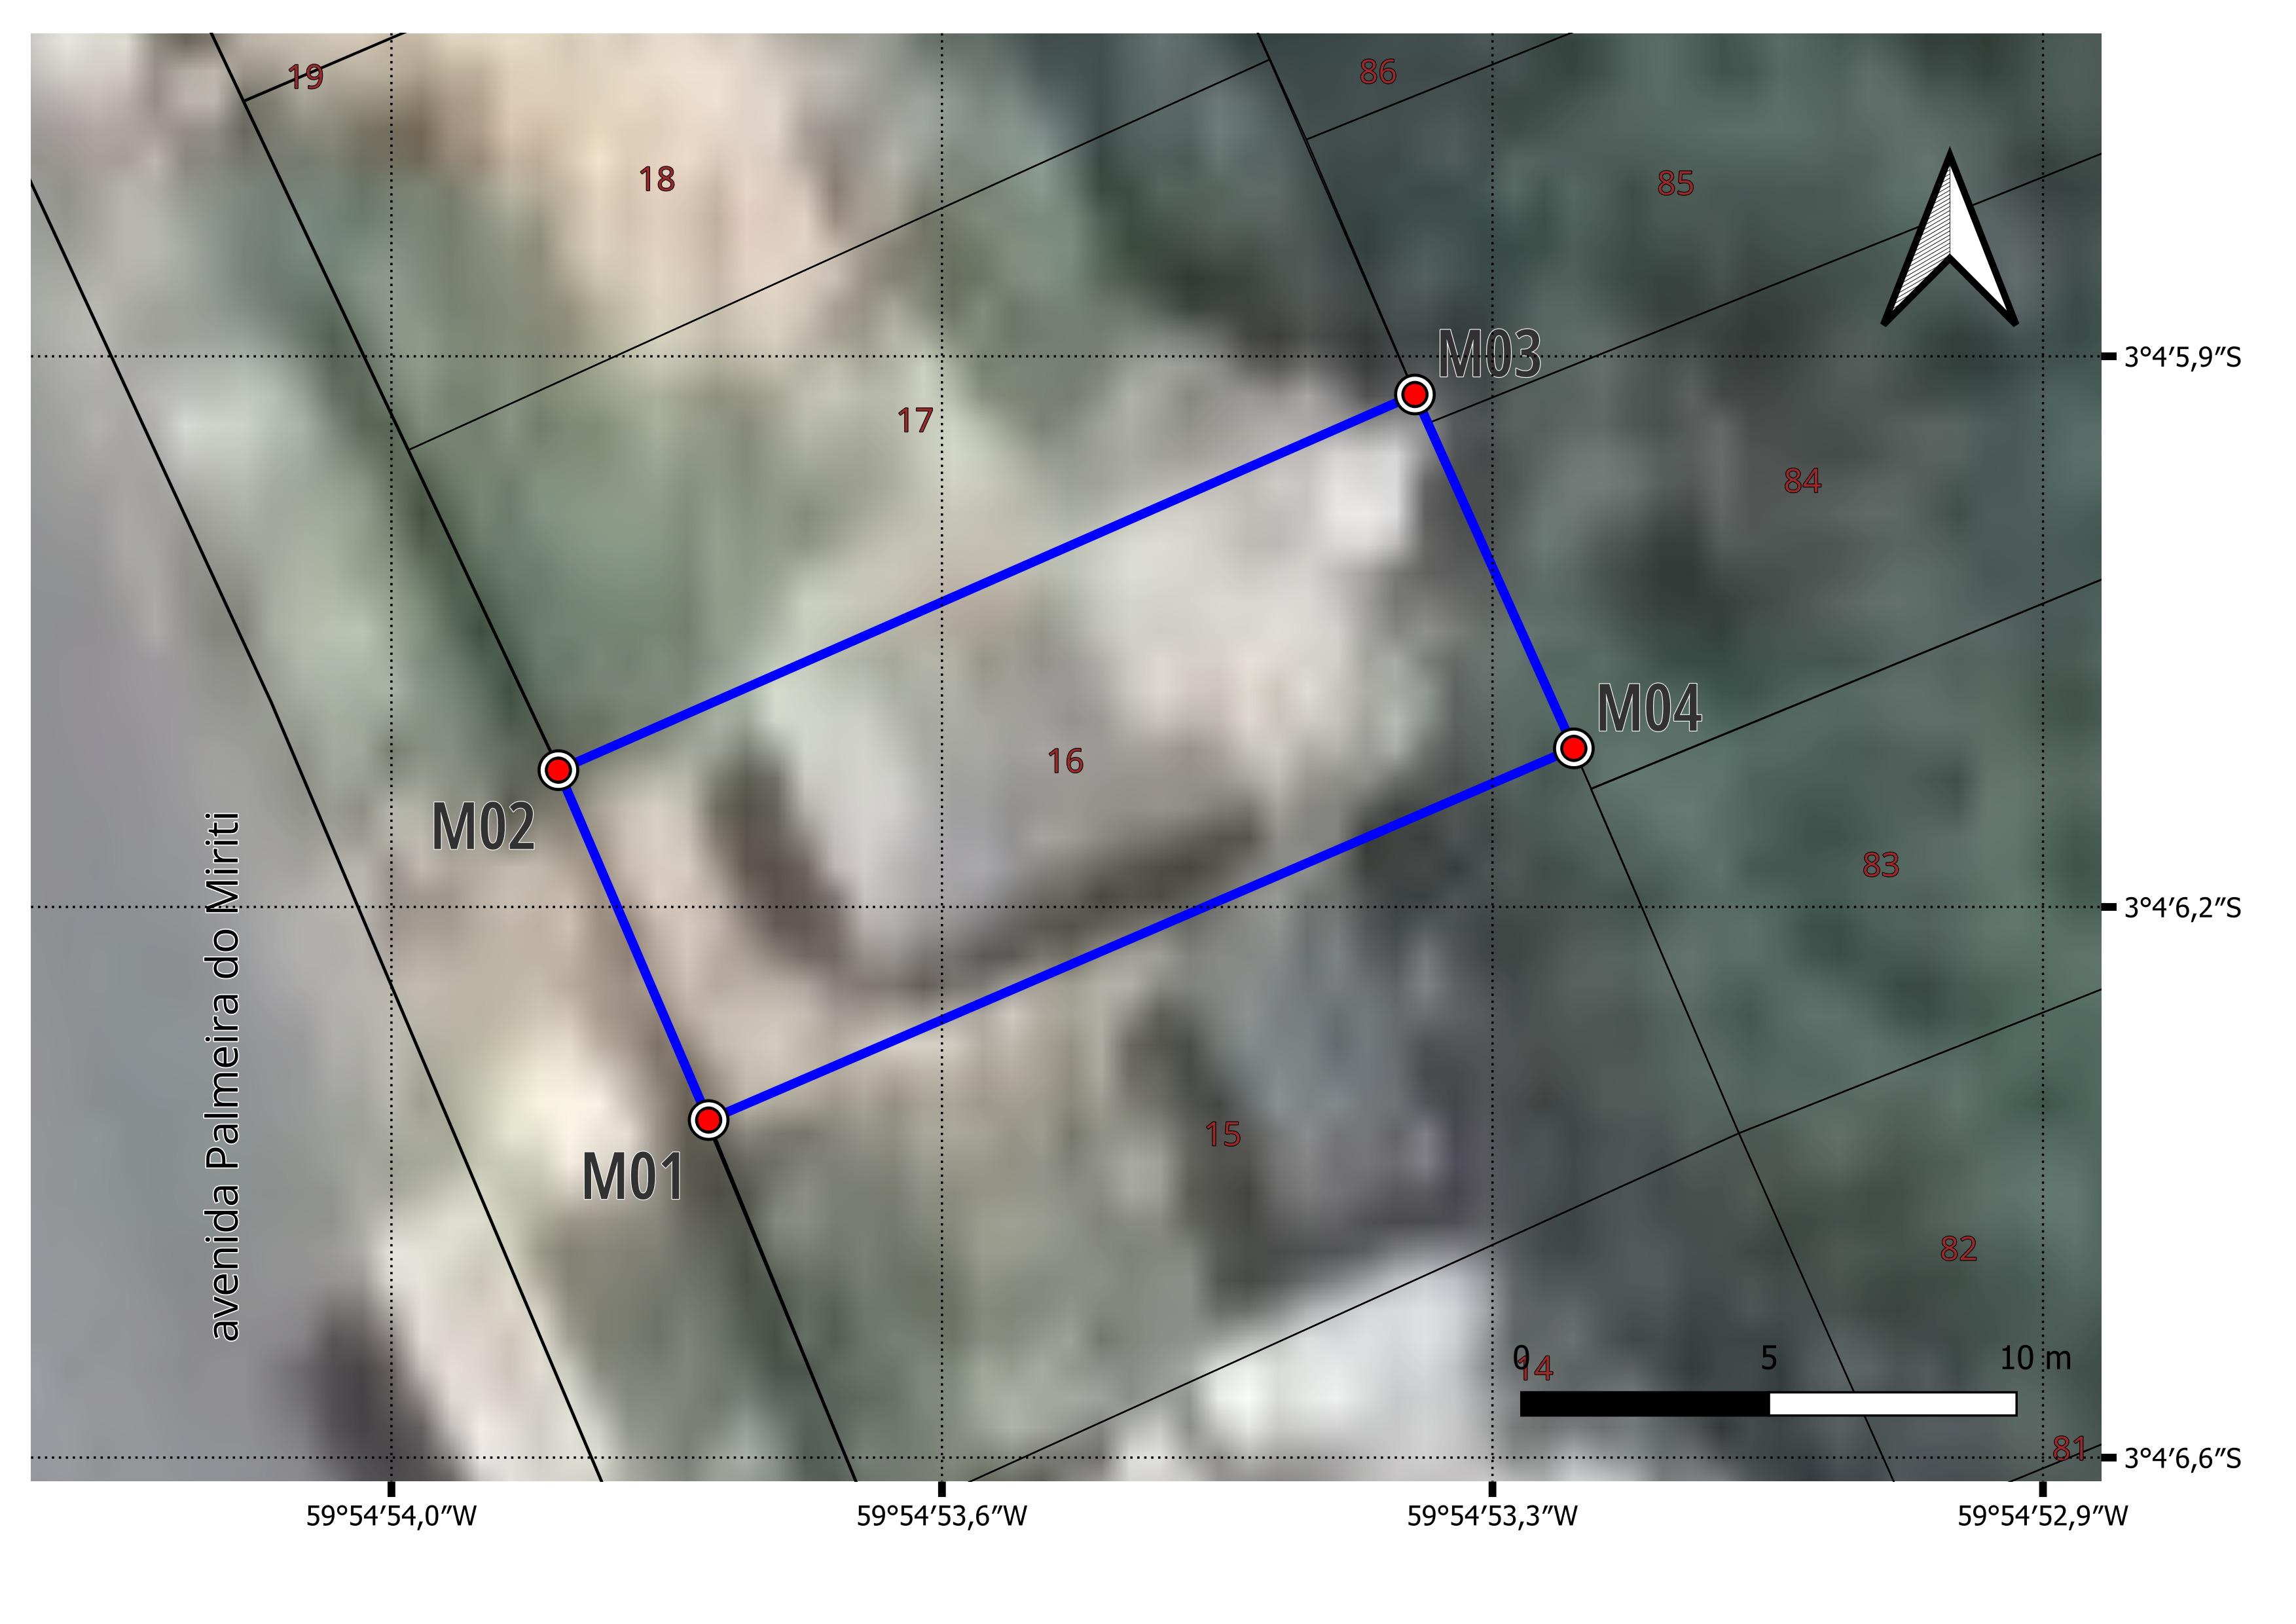 19
86
18
85
M03
3°4′5,9″S
17
84
M04
16
M02
avenida Palmeira do Miriti
83
3°4′6,2″S
15
M01
82
0 5 10 m
14
81
3°4′6,6″S
59°54′54,0″W 59°54′53,6″W 59°54′53,3″W 59°54′52,9″W